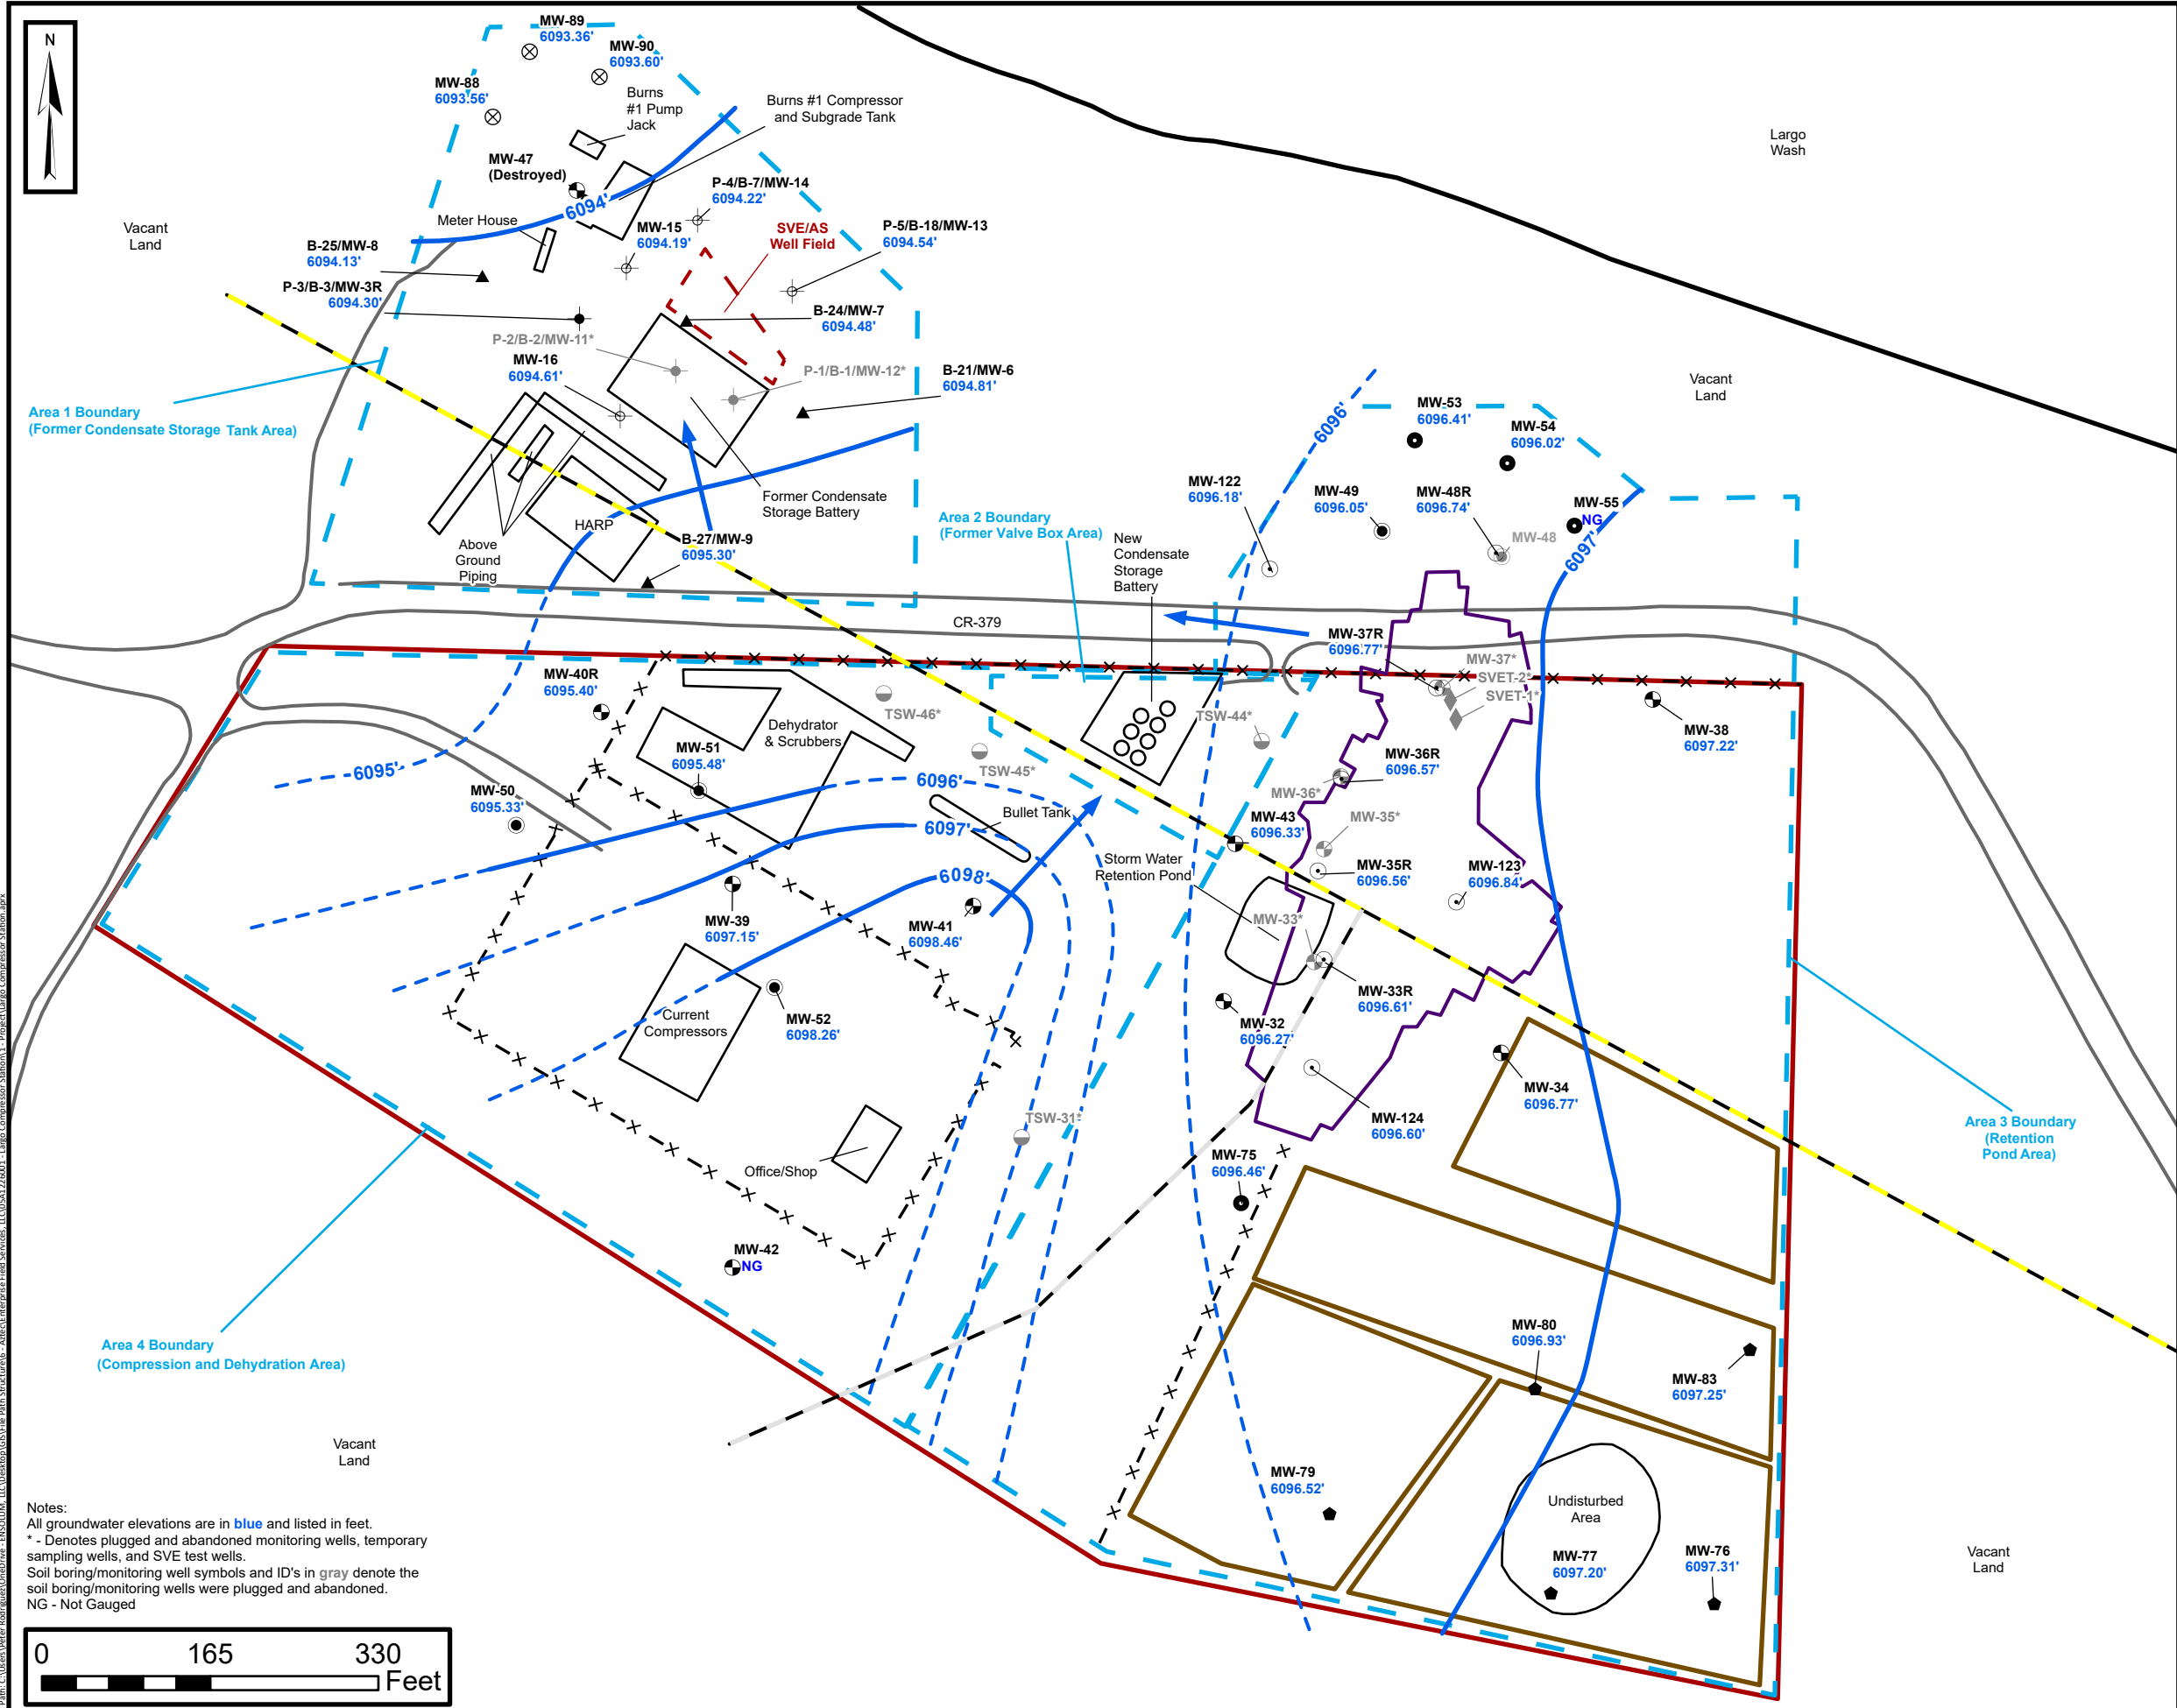 N
MW-89
6093.36'
MW-90
6093.60'
MW-88
6093.56'
Burns
#1 Pump
Jack
Burns #1 Compressor
and Subgrade Tank
Largo
Wash
MW-47
(Destroyed)
6094'
P-4/B-7/MW-14
6094.22'
Meter House
MW-15
6094.19'
SVE/AS
Well Field
P-5/B-18/MW-13
6094.54'
Vacant
Land
B-25/MW-8
6094.13'
P-3/B-3/MW-3R
6094.30'
B-24/MW-7
6094.48'
P-2/B-2/MW-11*
MW-16
6094.61'
P-1/B-1/MW-12*
B-21/MW-6
6094.81'
Vacant
Land
Area 1 Boundary
(Former Condensate Storage Tank Area)
6096'
MW-53
6096.41'
MW-54
6096.02'
MW-122
6096.18'
MW-49
6096.05'
MW-48R
6096.74'
MW-55
NG
MW-48
6097'
Former Condensate
Storage Battery
HARP
Above
Ground
Piping
B-27/MW-9
6095.30'
Area 2 Boundary
(Former Valve Box Area)
New
Condensate
Storage
Battery
CR-379
MW-37R
6096.77'
MW-37*
SVET-2*
SVET-1*
MW-40R
6095.40'
TSW-46*
TSW-44*
MW-38
6097.22'
Dehydrator
& Scrubbers
MW-51
6095.48'
TSW-45*
MW-36R
6096.57'
6095'
6096'
MW-50
6095.33'
MW-36*
Bullet Tank
MW-43
6096.33'
MW-35*
6097'
Storm Water
Retention Pond
MW-35R
6096.56'
MW-123
6096.84'
6098'
MW-39
6097.15'
MW-41
6098.46'
MW-33*
MW-33R
6096.61'
MW-52
6098.26'
Current
Compressors
MW-32
6096.27'
MW-34
6096.77'
TSW-31*
MW-124
6096.60'
Area 3 Boundary
(Retention
Pond Area)
Office/Shop
MW-75
6096.46'
MW-42
NG
Area 4 Boundary
(Compression and Dehydration Area)
MW-80
6096.93'
MW-83
6097.25'
Vacant
Land
MW-79
6096.52'
Undisturbed
Area
MW-77
6097.20'
MW-76
6097.31'
Vacant
Land
Notes:
All groundwater elevations are in blue and listed in feet.
* - Denotes plugged and abandoned monitoring wells, temporary
sampling wells, and SVE test wells.
Soil boring/monitoring well symbols and ID's in gray denote the
soil boring/monitoring wells were plugged and abandoned.
NG - Not Gauged
0 165 330
Feet